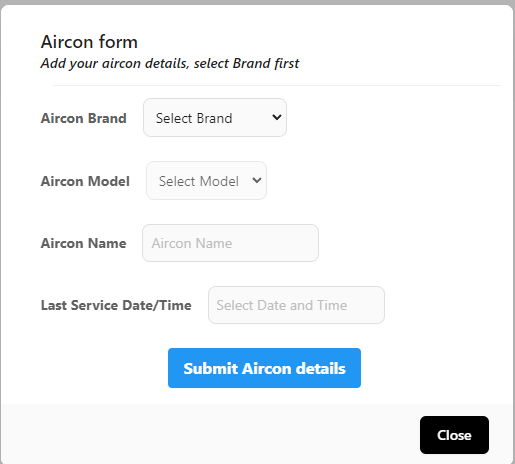 Aircon form
Add your aircon details, select Brand first
Aircon Brand Select Brand
Aircon Model Select Model
Aircon Name Aircon Name
Last Service Date/Time Select Date and Time
Submit Aircon details
Close